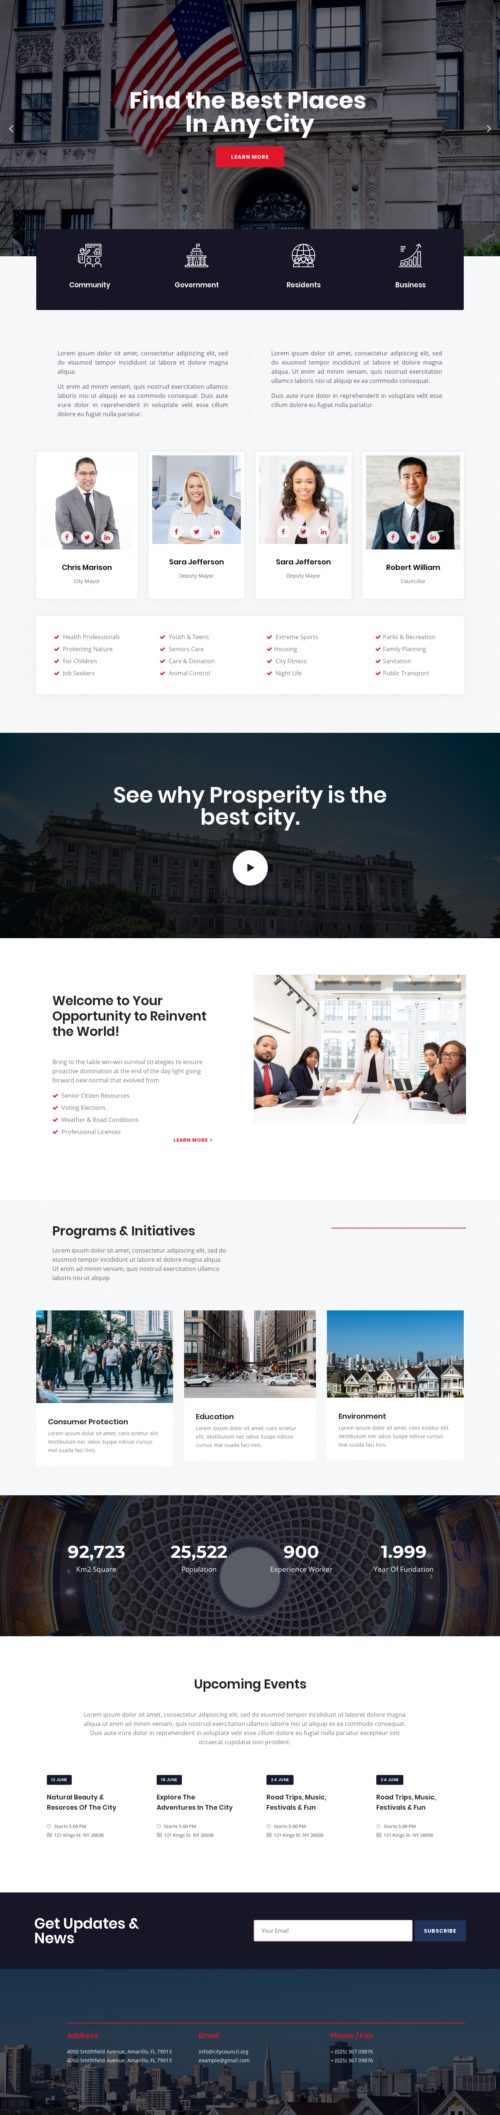 Find the Best Places
In Any City
LEARN MORE
Community
Government
Residents
Business
Lorem ipsum dolor sit amet, consectetur adipiscing elit, sed
do eiusmod tempor incididunt ut labore et dolore magna
aliqua.
Ut enim ad minim veniam, quis nostrud exercitation ullamco
laboris nisi ut aliquip ex ea commodo consequat. Duis aute
irure dolor in reprehenderit in voluptate velit esse cillum
dolore eu fugiat nulla pariatur.
Lorem ipsum dolor sit amet, consectetur adipiscing elit.
Ut enim ad minim veniam, quis nostrud exercitation
ullamco laboris nisi ut aliquip ex ea commodo consequat.
Duis aute irure dolor in reprehenderit in voluptate velit esse
cillum dolore eu fugiat nulla pariatur.
Chris Marison
City Mayor
Sara Jefferson
Deputy Mayor
Sara Jefferson
Deputy Mayor
Robert William
Councillor
Health Professionals
Protecting Nature
For Children
Job Seekers
Youth & Teens
Seniors Care
Care & Donation
Animal Control
Extreme Sports
Housing
City Fitness
Night Life
Parks & Recreation
Family Planning
Sanitation
Public Transport
See why Prosperity is the
best city.
Welcome to Your
Opportunity to Reinvent
the World!
Bring to the table win-win survival strategies to ensure
proactive domination at the end of the day light going
forward new normal that evolved from
Senior Citizen Resources
Voting Elections
Weather & Road Conditions
Professional Licenses
LEARN MORE >
Programs & Initiatives
Lorem ipsum dolor sit amet, consectetur adipiscing elit, sed do
eiusmod tempor incididunt ut labore et dolore magna aliqua.
Ut enim ad minim veniam, quis nostrud exercitation ullamco
laboris nisi ut aliquip
Consumer Protection
Lorem ipsum dolor sit amet, cons ectetur elit.
Vestibulum nec odios Suspe ndisse cursus
mal suada faci lisis.
Education
Lorem ipsum dolor sit amet, cons ectetur elit.
Vestibulum nec odios Suspe ndisse cursus
mal suada faci lisis.
Environment
Lorem ipsum dolor sit amet, cons ectetur elit.
Vestibulum nec odios Suspe ndisse cursus
mal suada faci lisis.
92,723
Km2 Square
25,522
Population
900
Experience Worker
1.999
Year Of Fundation
Upcoming Events
Lorem ipsum dolor sit amet, consectetur adipiscing elit, sed do eiusmod tempor incididunt ut labore et dolore magna
aliqua Ut enim ad minim veniam, quis nostrud exercitation ullamco laboris nisi ut aliquip ex ea commodo consequat.
Duis aute irure dolor in reprehenderit in voluptate velit esse cillum dolore eu fugiat nulla pariatur excepteur sint
occaecat cupidatat non proident.
12 JUNE
Natural Beauty &
Resorces Of The City
Starts 5.00 PM
121 Kings St. NY 26038
18 JUNE
Explore The
Adventures In The City
Starts 5.00 PM
121 Kings St. NY 26038
24 JUNE
Road Trips, Music,
Festivals & Fun
Starts 5.00 PM
121 Kings St. NY 26038
24 JUNE
Road Trips, Music,
Festivals & Fun
Starts 5.00 PM
121 Kings St. NY 26038
Get Updates &
News
Your Email
SUBSCRIBE
Address
4050 Smithfield Avenue, Amarillo, FL 79013
4050 Smithfield Avenue, Amarillo, FL 79013
Email
info@citycouncil.org
example@gmail.com
Phone / Fax
+ (025) 367 09876
+ (025) 367 09876